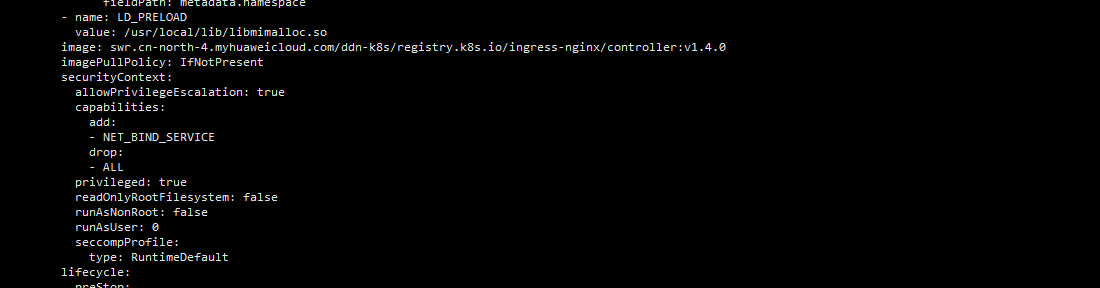 fieldPath: metadata.namespace
- name: LD_PRELOAD
value: /usr/local/lib/libmimalloc.so
image: swr.cn-north-4.myhuaweicloud.com/ddn-k8s/registry.k8s.io/ingress-nginx/controller:v1.4.0
imagePullPolicy: IfNotPresent
securityContext:
allowPrivilegeEscalation: true
capabilities:
add:
- NET_BIND_SERVICE
drop:
- ALL
privileged: true
readOnlyRootFilesystem: false
runAsNonRoot: false
runAsUser: 0
seccompProfile:
type: RuntimeDefault
lifecycle:
preStop: